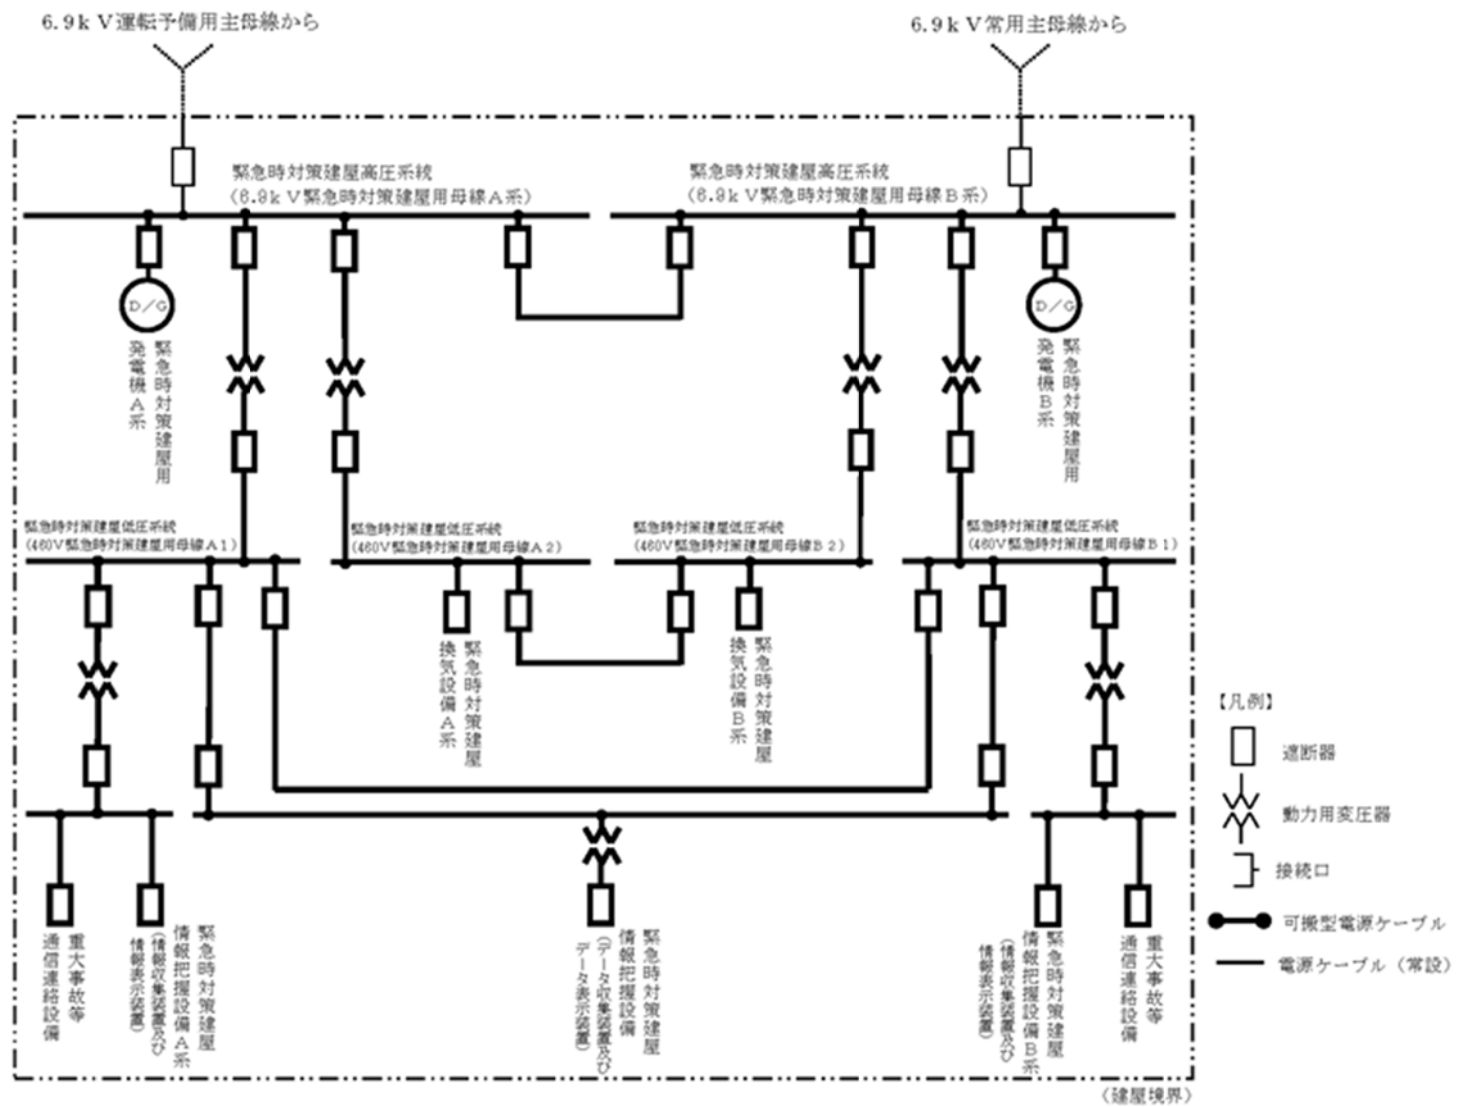 6.9kV運転予備用主母線から
6.9kV常用主母線から
緊急時対策建屋高圧系統
(6.9kV緊急時対策建屋用母線A系)
緊急時対策建屋高圧系統
(6.9kV緊急時対策建屋用母線B系)
D/G
緊急時対策建屋用
発電機A系
D/G
緊急時対策建屋用
発電機B系
緊急時対策建屋低圧系統
(460V緊急時対策建屋用母線A1)
緊急時対策建屋低圧系統
(460V緊急時対策建屋用母線A2)
緊急時対策建屋低圧系統
(460V緊急時対策建屋用母線B2)
緊急時対策建屋低圧系統
(460V緊急時対策建屋用母線B1)
緊急時対策建屋
換気設備A系
緊急時対策建屋
換気設備B系
重大事故等
通信連絡設備
緊急時対策建屋
情報把握設備A系
(情報収集装置及び
情報表示装置)
緊急時対策建屋
情報把握設備
(データ収集装置及び
データ表示装置)
緊急時対策建屋
情報把握設備B系
(情報収集装置及び
情報表示装置)
重大事故等
通信連絡設備
【凡例】
遮断器
動力用変圧器
接続口
可搬型電源ケーブル
電源ケーブル(常設)
(建屋境界)